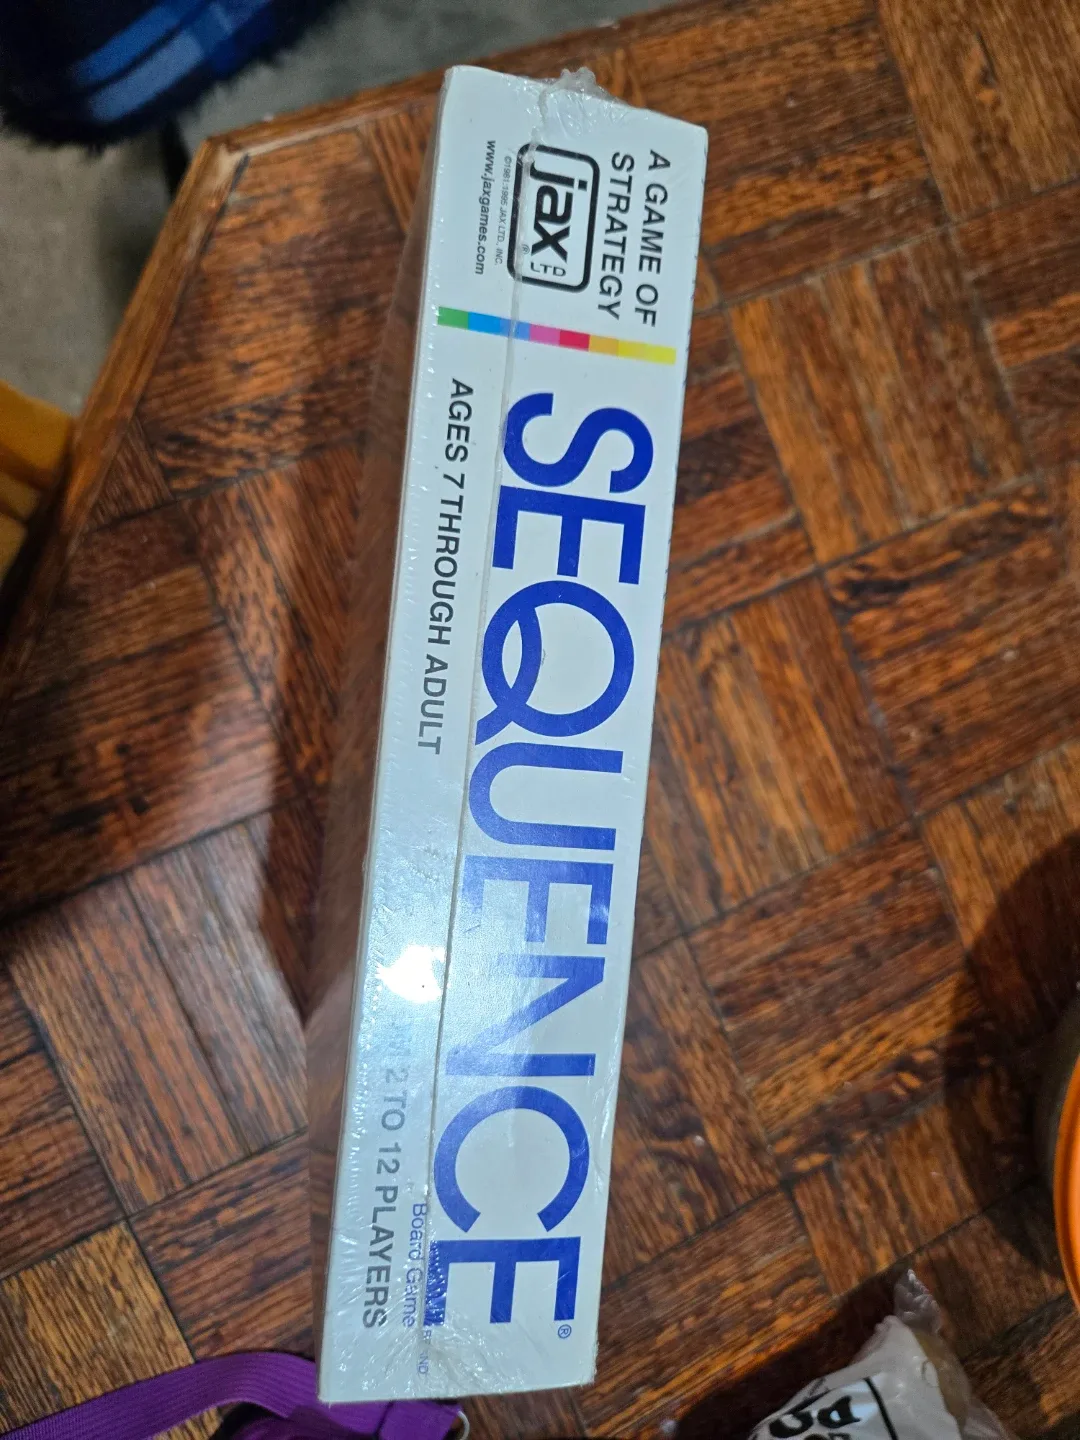 A GAME OF
STRATEGY
jax
LTD
©1981,1995 JAX LTD., INC.
www.jaxgames.com
SEQUENCE®
Board Game
AGES 7 THROUGH ADULT
2 TO 12 PLAYERS